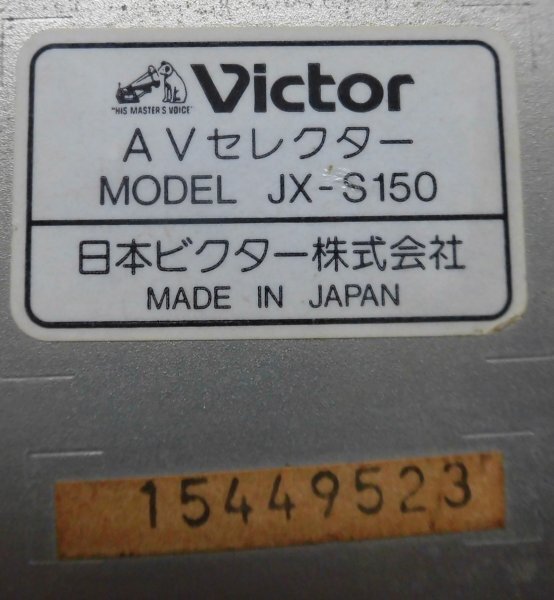 Victor
"HIS MASTER'S VOICE"
AVセレクター
MODEL JX-S150
日本ビクター株式会社
MADE IN JAPAN
15449523